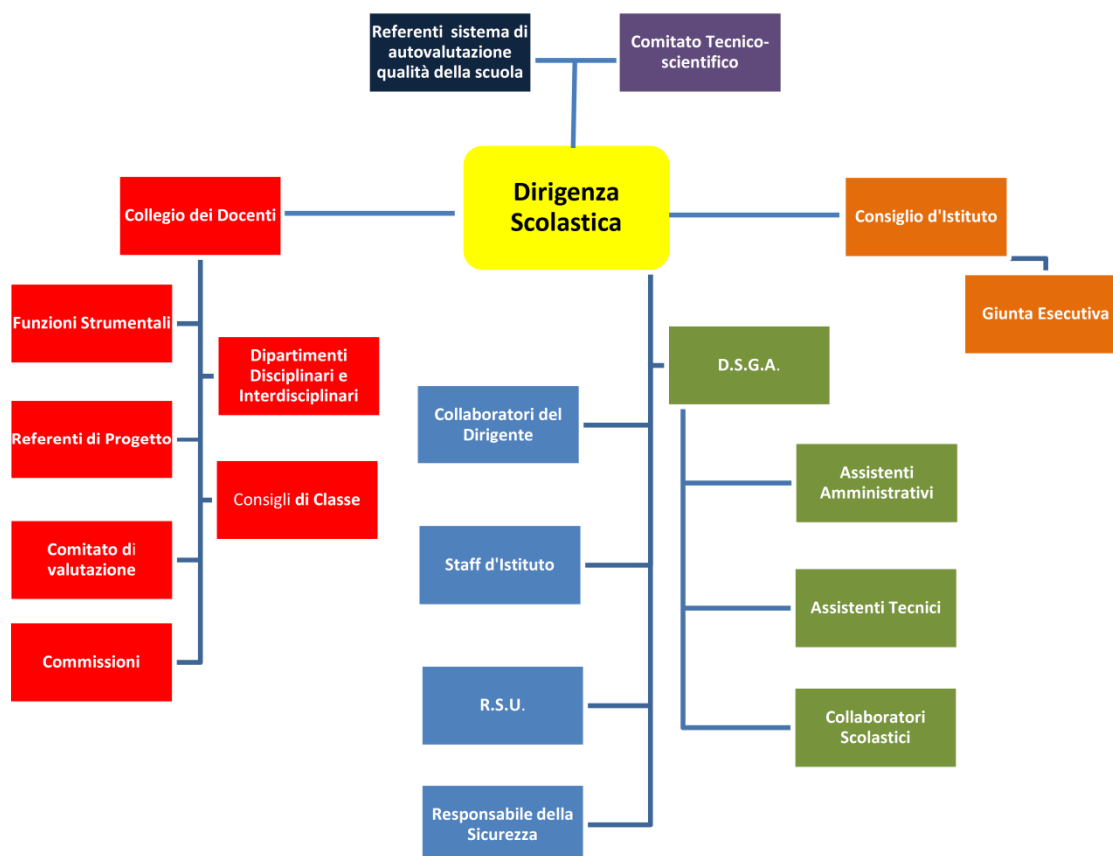 Referenti sistema di
autovalutazione
qualità della scuola
Comitato Tecnico-
scientifico
Dirigenza
Scolastica
Collegio dei Docenti
Consiglio d'Istituto
Giunta Esecutiva
Funzioni Strumentali
Dipartimenti
Disciplinari e
Interdisciplinari
Referenti di Progetto
Consigli di Classe
Comitato di
valutazione
Commissioni
D.S.G.A.
Collaboratori del
Dirigente
Assistenti
Amministrativi
Staff d'Istituto
Assistenti Tecnici
R.S.U.
Collaboratori
Scolastici
Responsabile della
Sicurezza